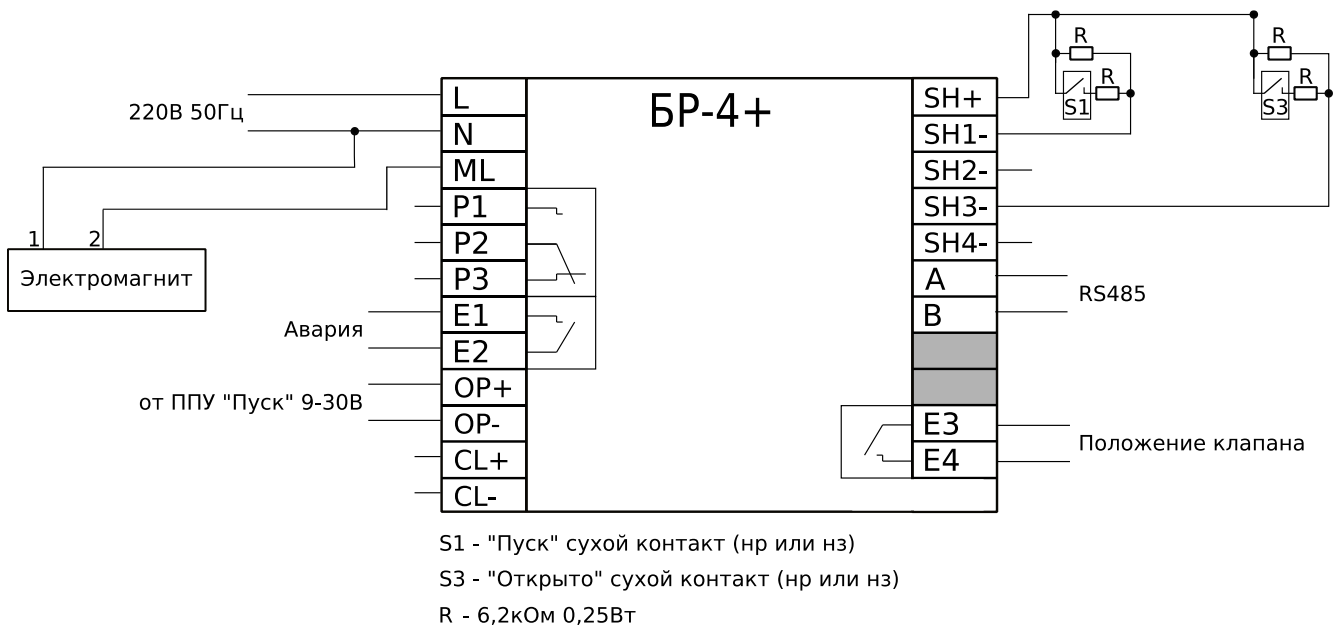 БР-4+
220В 50Гц
L
N
ML
P1
P2
P3
E1
E2
OP+
OP-
CL+
CL-
1 2
Электромагнит
Авария
от ППУ "Пуск" 9-30В
SH+
SH1-
SH2-
SH3-
SH4-
A
B
E3
E4
R
R
S1
R
R
S3
RS485
Положение клапана
S1 - "Пуск" сухой контакт (нр или нз)
S3 - "Открыто" сухой контакт (нр или нз)
R - 6,2кОм 0,25Вт